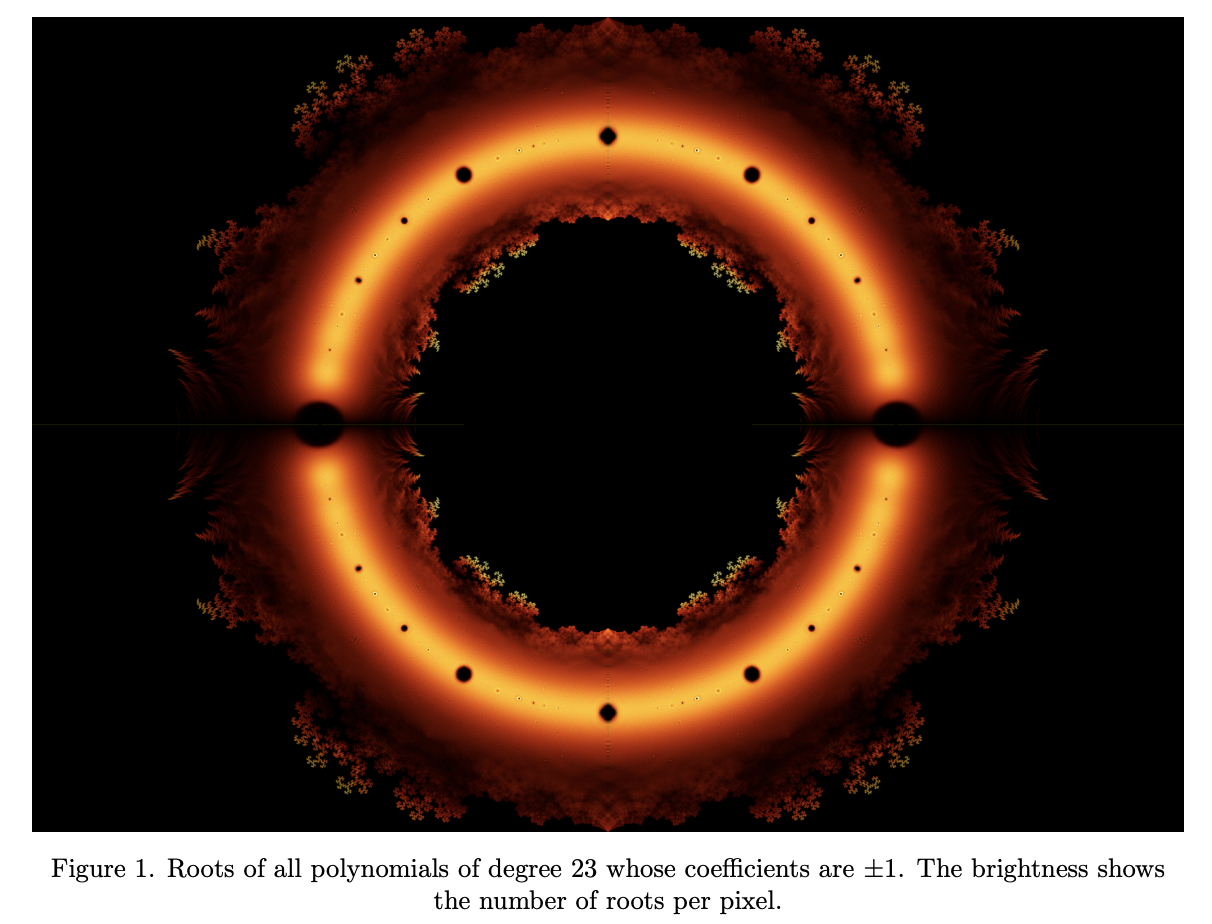 Figure 1. Roots of all polynomials of degree 23 whose coefficients are ±1. The brightness shows
the number of roots per pixel.